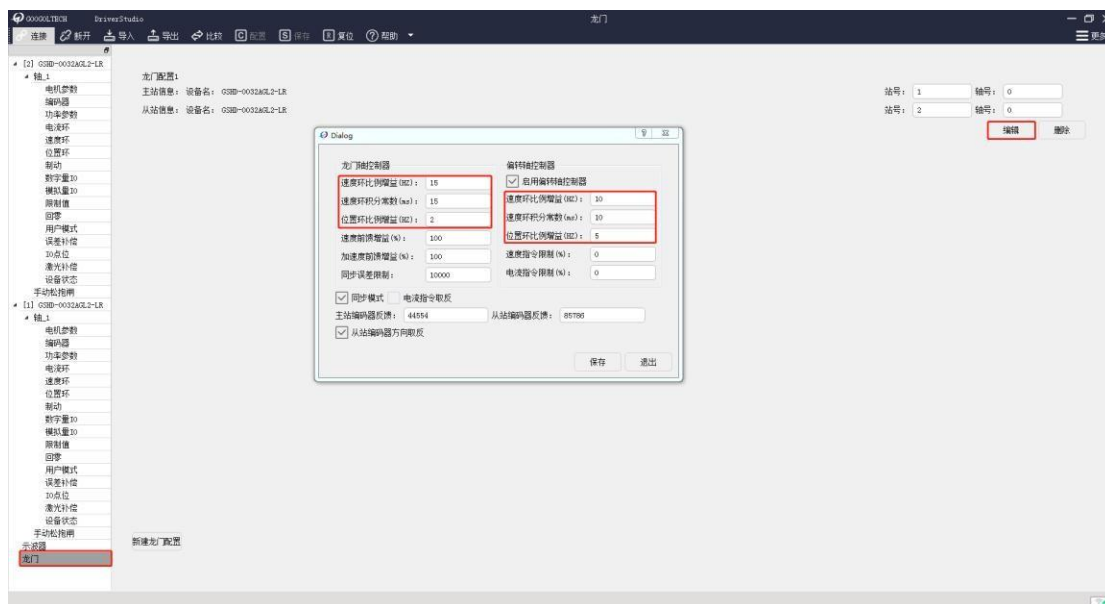 GOOGOLTECH DriverStudio 龙门
连接 断开 导入 导出 比较 C 配置 S 保存 R 复位 ? 帮助 更多
[2] GSHD-0032AGL2-LR
轴_1
电机参数
编码器
功率参数
电流环
速度环
位置环
制动
数字量IO
模拟量IO
限制值
回零
用户模式
误差补偿
IO点位
激光补偿
设备状态
手动松抱闸
[1] GSHD-0032AGL2-LR
轴_1
电机参数
编码器
功率参数
电流环
速度环
位置环
制动
数字量IO
模拟量IO
限制值
回零
用户模式
误差补偿
IO点位
激光补偿
设备状态
手动松抱闸
示波器
龙门
龙门配置1
主站信息: 设备名: GSHD-0032AGL2-LR 站号: 1 轴号: 0
从站信息: 设备名: GSHD-0032AGL2-LR 站号: 2 轴号: 0
编辑 删除
Dialog
龙门轴控制器
速度环比例增益(HZ): 15
速度环积分常数(ms): 15
位置环比例增益(HZ): 2
速度前馈增益(%): 100
加速度前馈增益(%): 100
同步误差限制: 10000
偏转轴控制器
启用偏转轴控制器
速度环比例增益(HZ): 10
速度环积分常数(ms): 10
位置环比例增益(HZ): 5
速度指令限制(%): 0
电流指令限制(%): 0
同步模式 电流指令取反
主站编码器反馈: 44554 从站编码器反馈: 85786
从站编码器方向取反
保存 退出
新建龙门配置